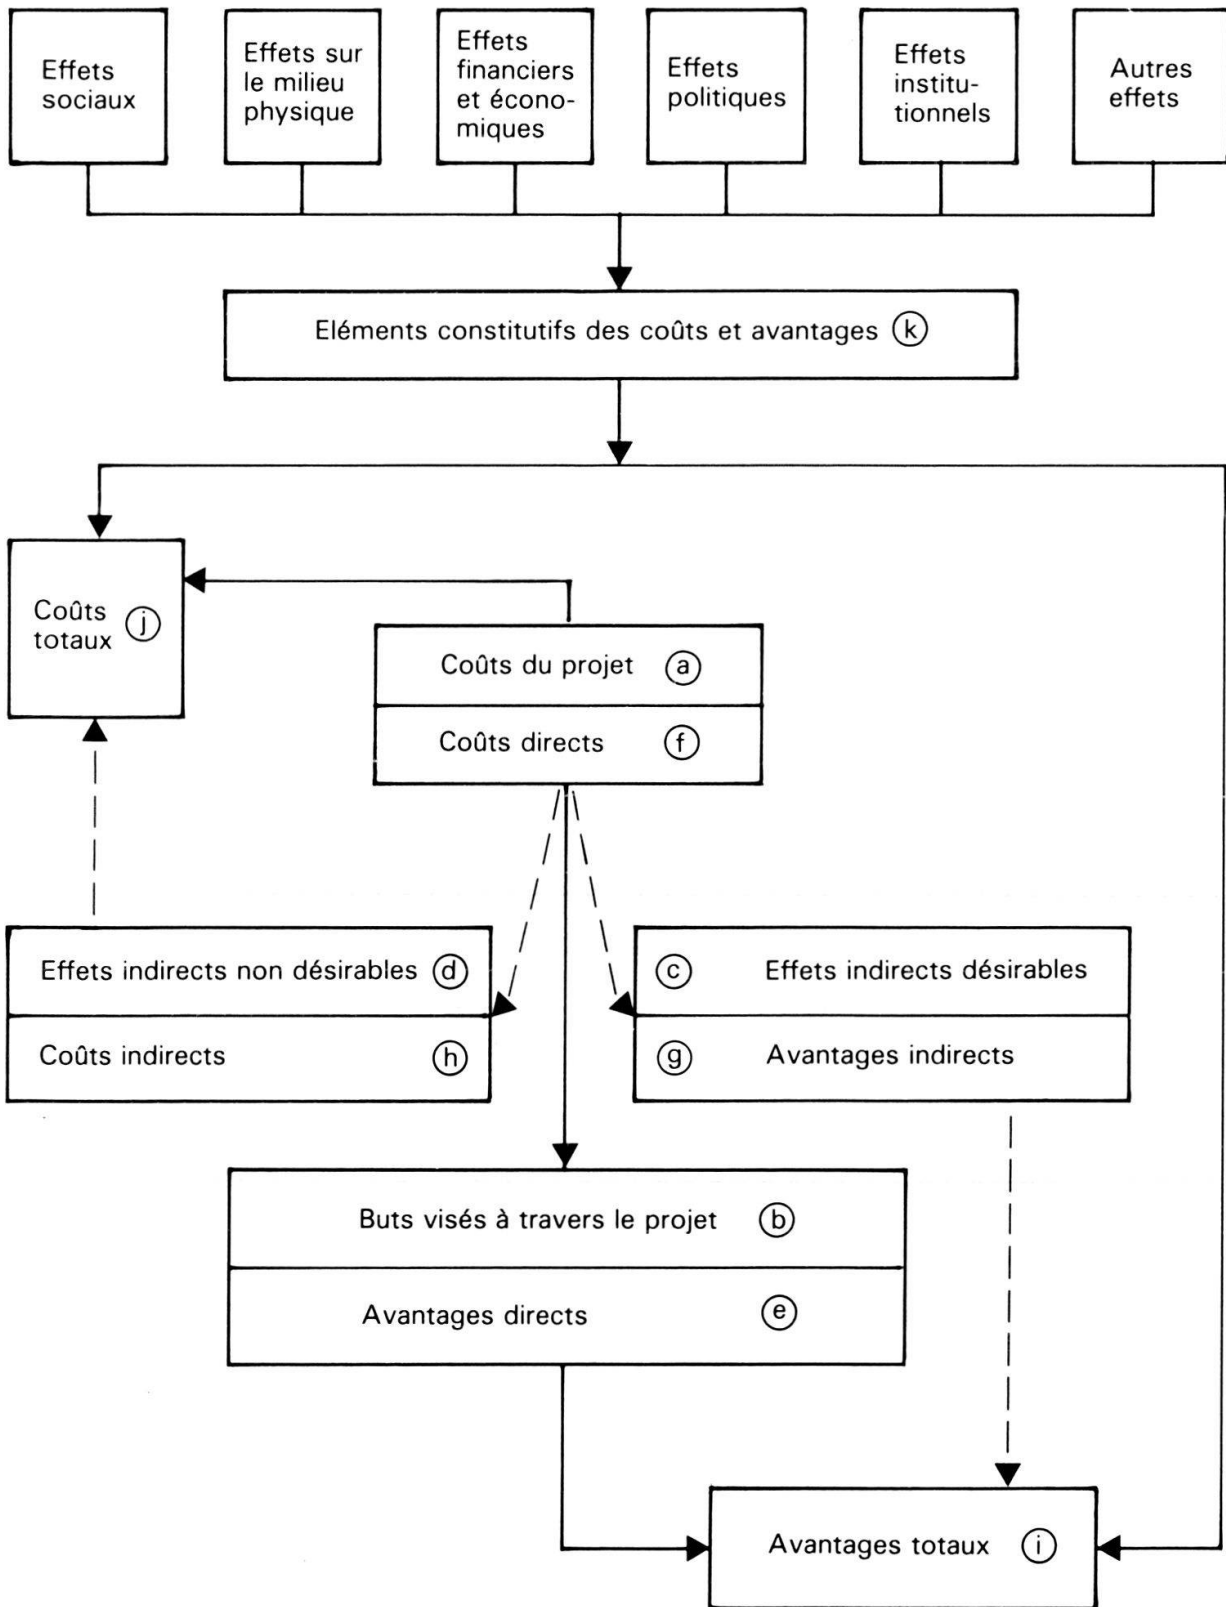 Effets
sociaux
Effets sur
le milieu
physique
Effets
financiers
et écono-
miques
Effets
politiques
Effets
institu-
tionnels
Autres
effets
Eléments constitutifs des coûts et avantages k
Coûts
totaux j
Coûts du projet a
Coûts directs f
Effets indirects non désirables d
Coûts indirects h
c Effets indirects désirables
g Avantages indirects
Buts visés à travers le projet b
Avantages directs e
Avantages totaux i